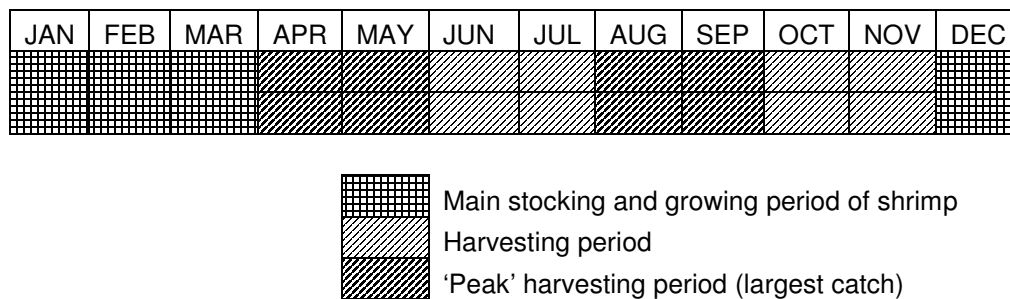 JAN FEB MAR APR MAY JUN JUL AUG SEP OCT NOV DEC
Main stocking and growing period of shrimp
Harvesting period
‘Peak’ harvesting period (largest catch)